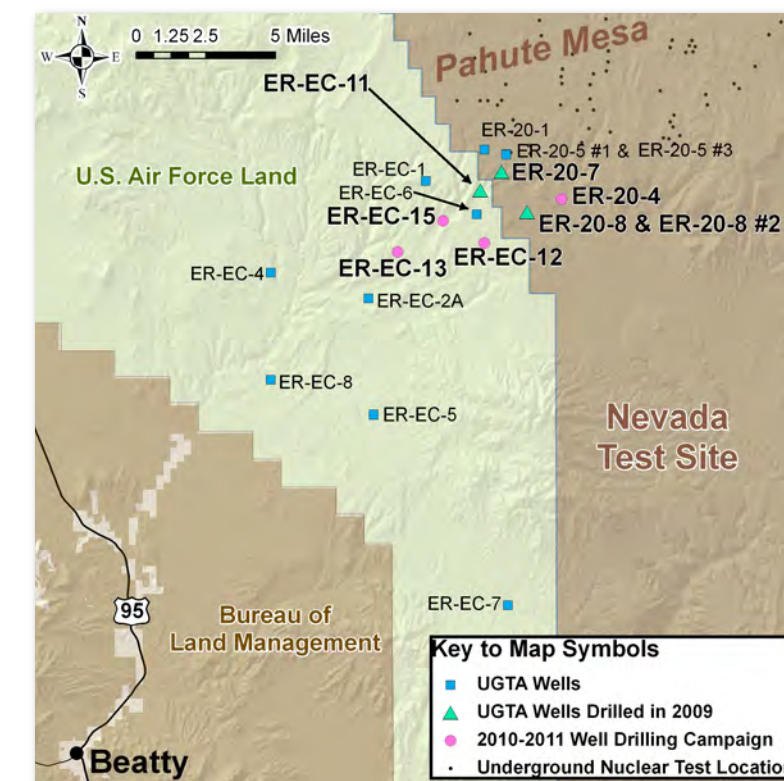 N
W E
S
0 1.25 2.5 5 Miles
Pahute Mesa
ER-EC-11
ER-20-1
ER-20-5 #1 & ER-20-5 #3
ER-EC-1
ER-20-7
U.S. Air Force Land
ER-EC-6
ER-20-4
ER-EC-15
ER-20-8 & ER-20-8 #2
ER-EC-12
ER-EC-13
ER-EC-4
ER-EC-2A
ER-EC-8
ER-EC-5
Nevada
Test Site
95
Bureau of
Land Management
ER-EC-7
Key to Map Symbols
UGTA Wells
UGTA Wells Drilled in 2009
2010-2011 Well Drilling Campaign
Underground Nuclear Test Locatio
Beatty